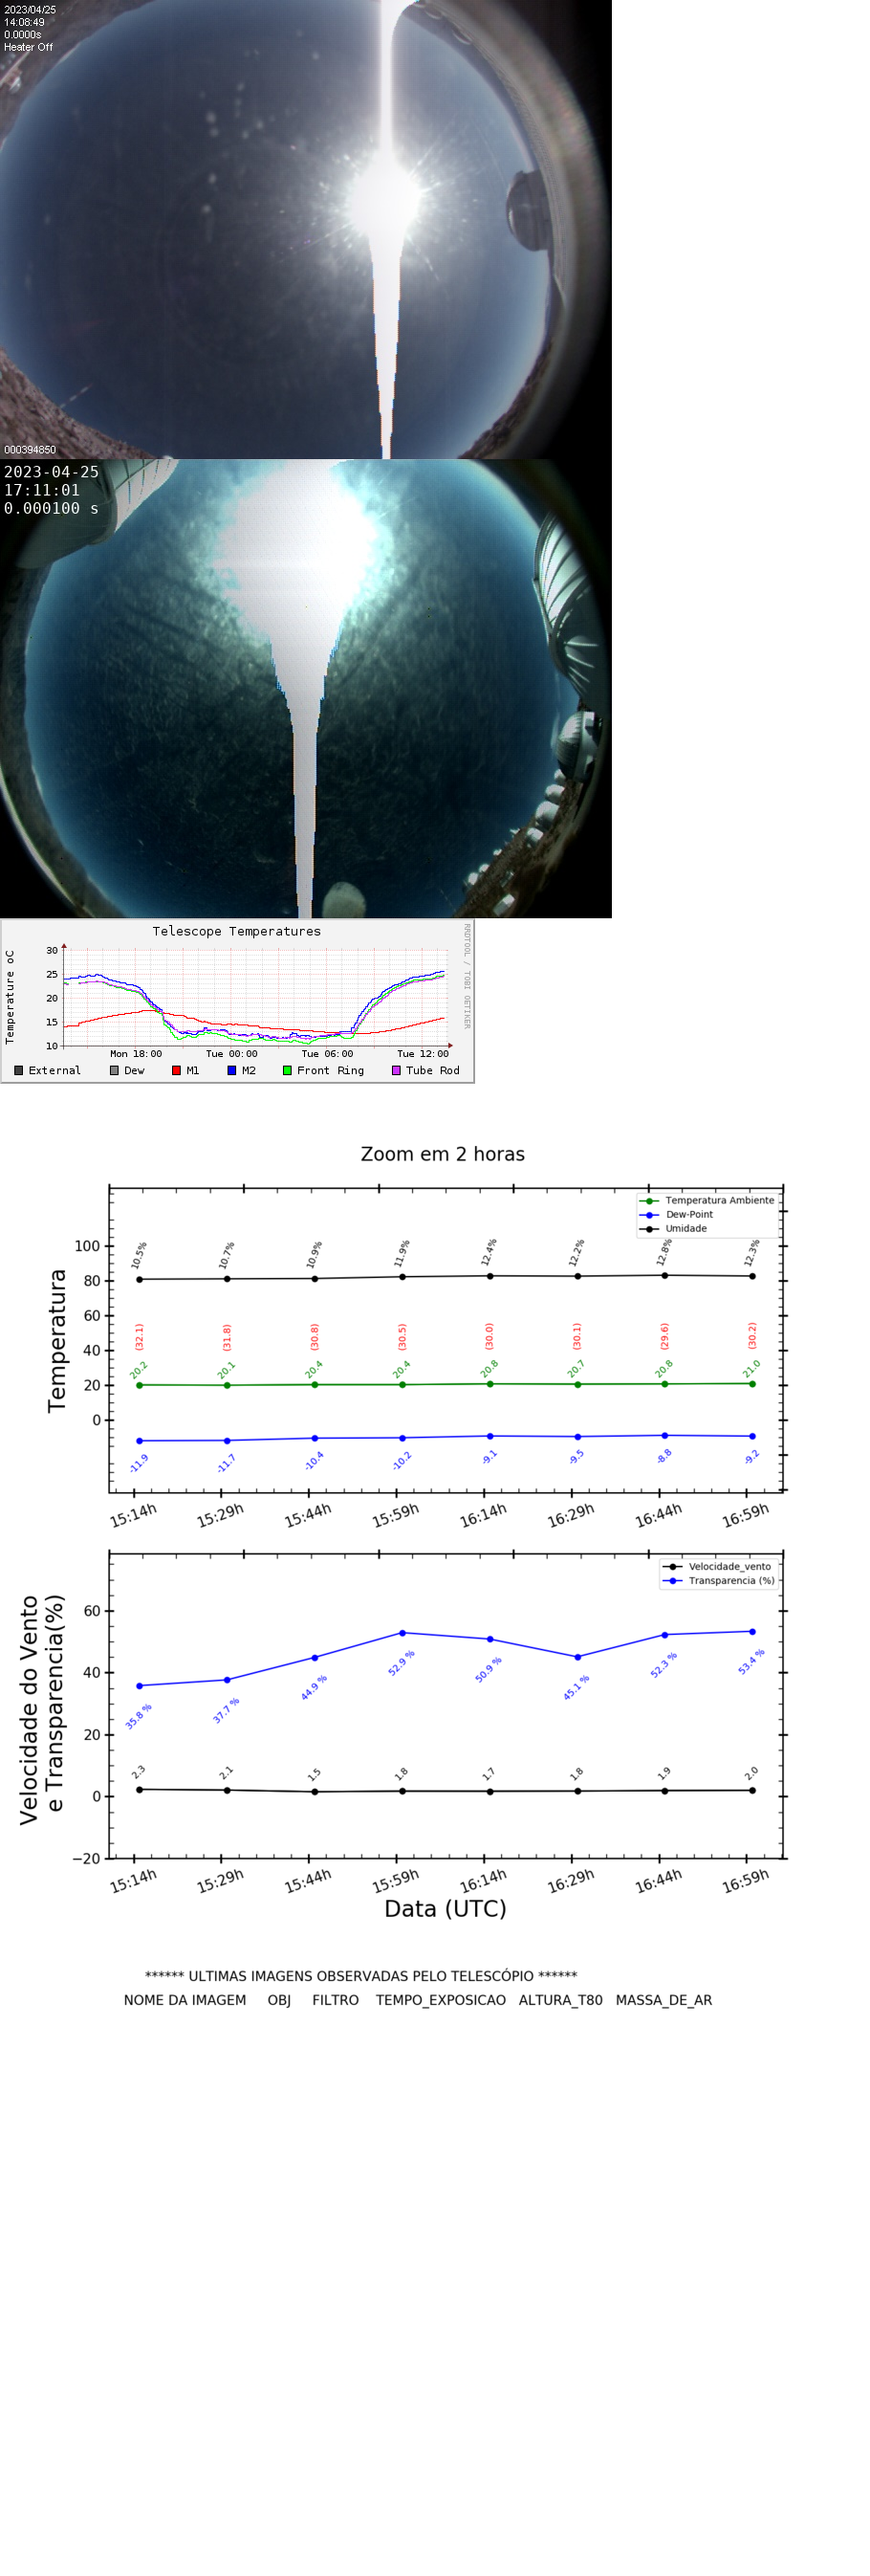 2023/04/25
14:08:49
0.0000s
Heater Off
000394850
2023-04-25
17:11:01
0.000100 s
Telescope Temperatures
RRDTOOL / TOBI OETIKER
Temperature oC
30
25
20
15
10
Mon 18:00 Tue 00:00 Tue 06:00 Tue 12:00
External Dew M1 M2 Front Ring Tube Rod
Zoom em 2 horas
Temperatura Ambiente
Dew-Point
Umidade
Temperatura
100
80
60
40
20
0
10.5% 10.7% 10.9% 11.9% 12.4% 12.2% 12.8% 12.3%
(32.1) (31.8) (30.8) (30.5) (30.0) (30.1) (29.6) (30.2)
20.2 20.1 20.4 20.4 20.8 20.7 20.8 21.0
-11.9 -11.7 -10.4 -10.2 -9.1 -9.5 -8.8 -9.2
15:14h 15:29h 15:44h 15:59h 16:14h 16:29h 16:44h 16:59h
Velocidade_vento
Transparencia (%)
Velocidade do Vento
e Transparencia(%)
60
40
20
0
−20
35.8 % 37.7 % 44.9 % 52.9 % 50.9 % 45.1 % 52.3 % 53.4 %
2.3 2.1 1.5 1.8 1.7 1.8 1.9 2.0
15:14h 15:29h 15:44h 15:59h 16:14h 16:29h 16:44h 16:59h
Data (UTC)
****** ULTIMAS IMAGENS OBSERVADAS PELO TELESCÓPIO ******
NOME DA IMAGEM OBJ FILTRO TEMPO_EXPOSICAO ALTURA_T80 MASSA_DE_AR